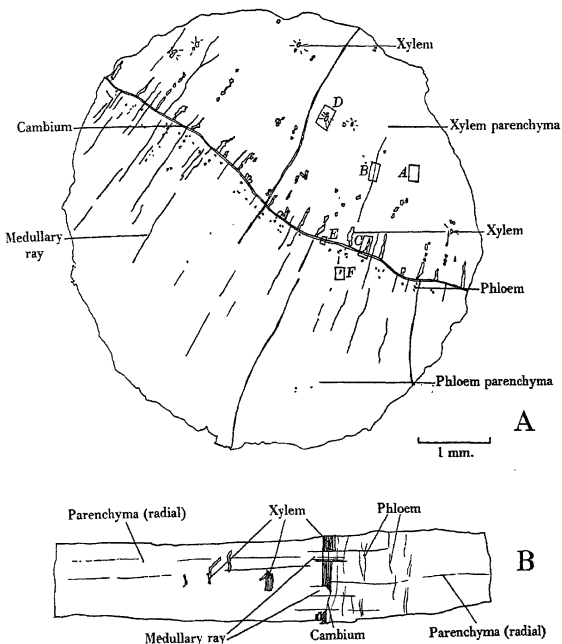 Xylem
D
Cambium
Xylem parenchyma
B
A
Medullary
ray
E
C
Xylem
F
Phloem
Phloem parenchyma
A
1 mm.
Parenchyma (radial)
Xylem
Phloem
B
Medullary ray
Cambium
Parenchyma (radial)